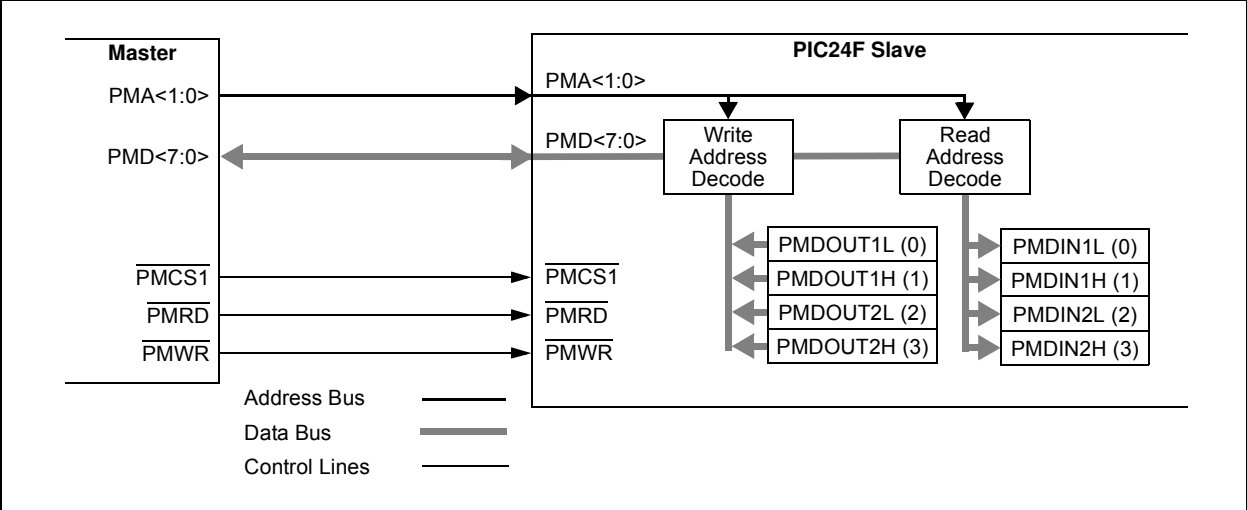 Master
PIC24F Slave
PMA<1:0>
PMA<1:0>
PMD<7:0>
PMD<7:0>
Write
Address
Decode
Read
Address
Decode
PMDOUT1L (0)
PMDOUT1H (1)
PMDOUT2L (2)
PMDOUT2H (3)
PMDIN1L (0)
PMDIN1H (1)
PMDIN2L (2)
PMDIN2H (3)
PMCS1
PMCS1
PMRD
PMRD
PMWR
PMWR
Address Bus
Data Bus
Control Lines